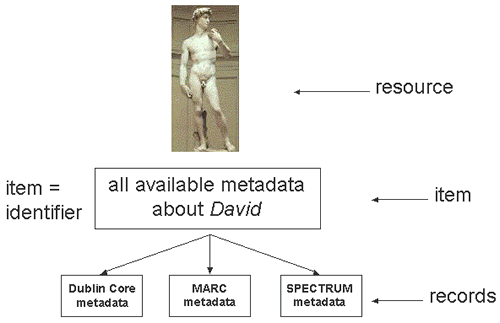 resource
item =
identifier
all available metadata
about David
item
Dublin Core
metadata
MARC
metadata
SPECTRUM
metadata
records